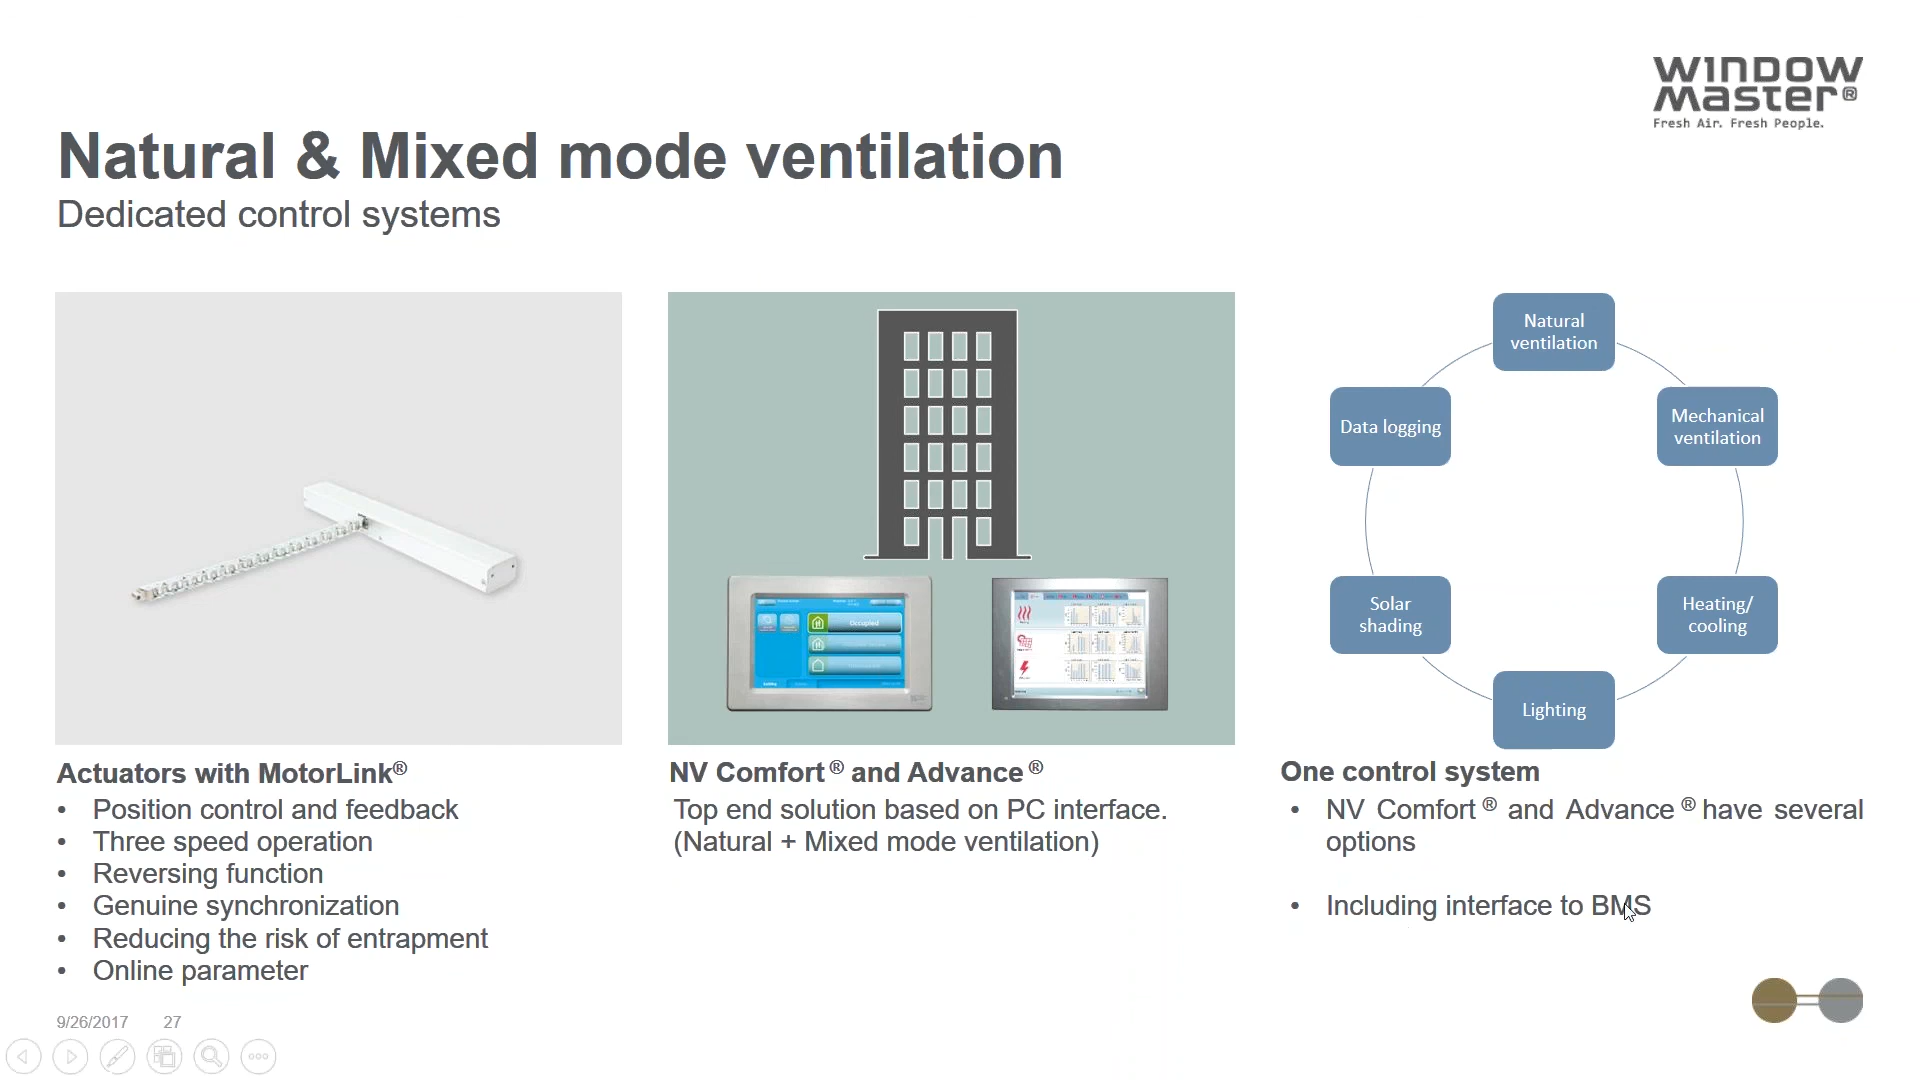 WINDOW
Master®
Fresh Air. Fresh People.
Natural & Mixed mode ventilation
Dedicated control systems
Occupied
Natural
ventilation
Mechanical
ventilation
Heating/
cooling
Lighting
Solar
shading
Data logging
Actuators with MotorLink®
• Position control and feedback
• Three speed operation
• Reversing function
• Genuine synchronization
• Reducing the risk of entrapment
• Online parameter
NV Comfort ® and Advance ®
Top end solution based on PC interface.
(Natural + Mixed mode ventilation)
One control system
• NV Comfort ® and Advance ® have several
options
• Including interface to BMS
9/26/2017 27